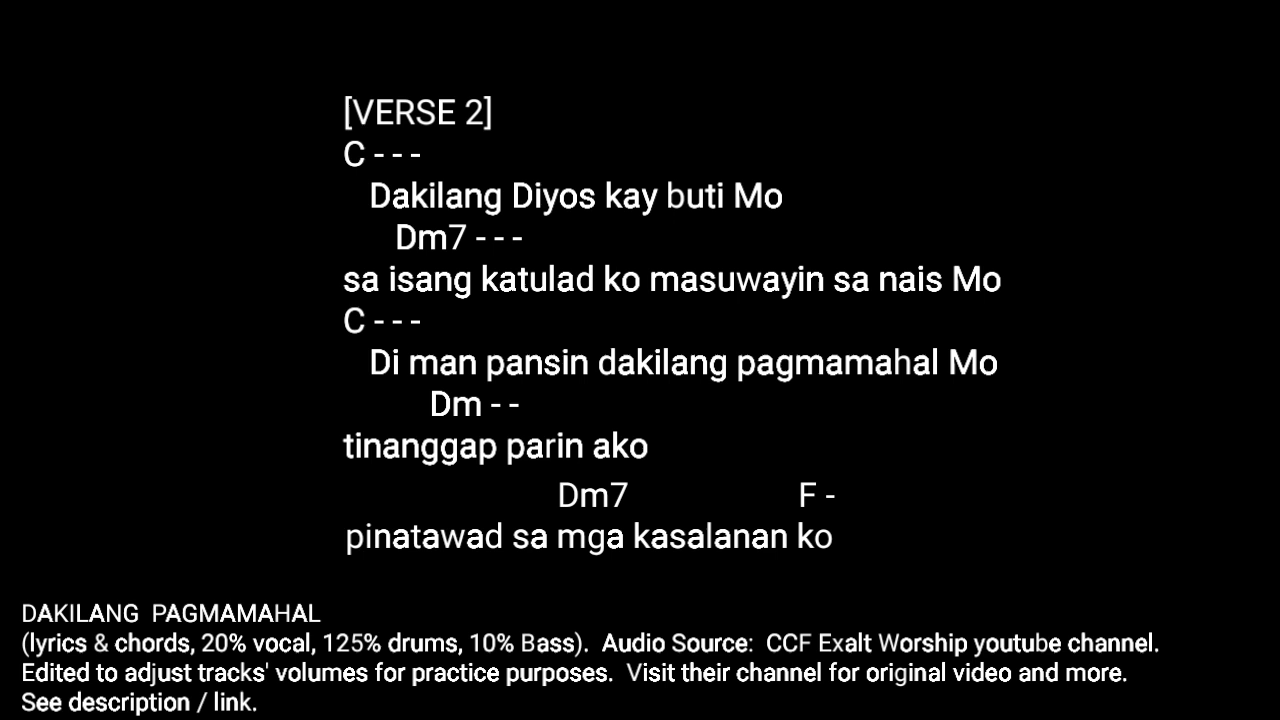 [VERSE 2]
C - - -
Dakilang Diyos kay buti Mo
Dm7 - - -
sa isang katulad ko masuwayin sa nais Mo
C - - -
Di man pansin dakilang pagmamahal Mo
Dm - -
tinanggap parin ako
Dm7 F -
pinatawad sa mga kasalanan ko
DAKILANG PAGMAMAHAL
(lyrics & chords, 20% vocal, 125% drums, 10% Bass). Audio Source: CCF Exalt Worship youtube channel.
Edited to adjust tracks' volumes for practice purposes. Visit their channel for original video and more.
See description / link.